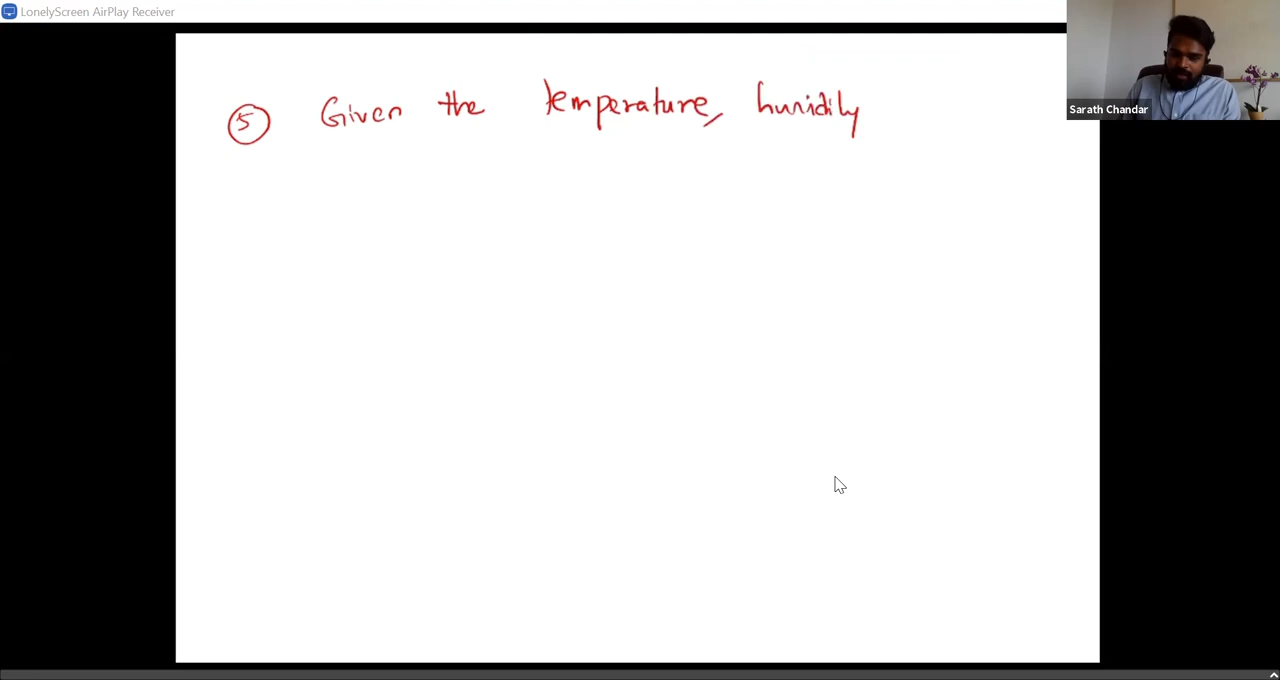 LonelyScreen AirPlay Receiver
Sarath Chandar
⑤ Given the temperature, humidity